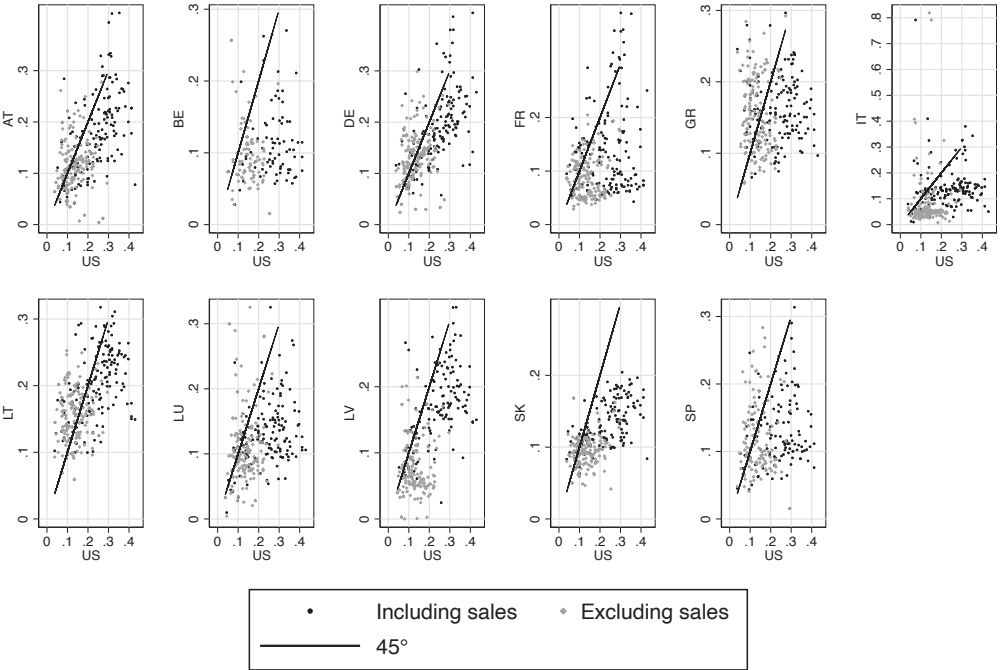 AT
0 .1 .2 .3
0 .1 .2 .3 .4
US
BE
0 .1 .2 .3
0 .1 .2 .3 .4
US
DE
0 .1 .2 .3
0 .1 .2 .3 .4
US
FR
0 .1 .2
0 .1 .2 .3 .4
US
GR
0 .1 .2 .3
0 .1 .2 .3 .4
US
IT
0 .1 .2 .3 .4 .5 .6 .7 .8
0 .1 .2 .3 .4
US
LT
0 .1 .2 .3
0 .1 .2 .3 .4
US
LU
0 .1 .2 .3
0 .1 .2 .3 .4
US
LV
0 .1 .2
0 .1 .2 .3 .4
US
SK
0 .1 .2
0 .1 .2 .3 .4
US
SP
0 .1 .2 .3
0 .1 .2 .3 .4
US
Including sales
Excluding sales
45°